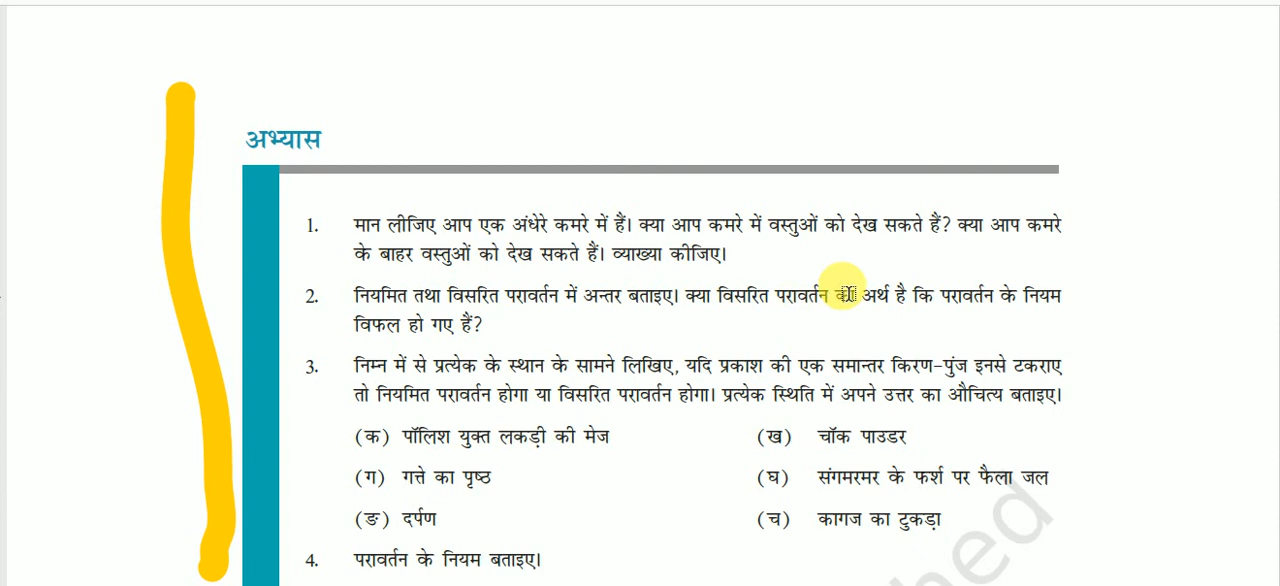 अभ्यास
1. मान लीजिए आप एक अंधेरे कमरे में हैं। क्या आप कमरे में वस्तुओं को देख सकते हैं? क्या आप कमरे
के बाहर वस्तुओं को देख सकते हैं। व्याख्या कीजिए।
2. नियमित तथा विसरित परावर्तन में अन्तर बताइए। क्या विसरित परावर्तन का अर्थ है कि परावर्तन के नियम
विफल हो गए हैं?
3. निम्न में से प्रत्येक के स्थान के सामने लिखिए, यदि प्रकाश की एक समान्तर किरण-पुंज इनसे टकराए
तो नियमित परावर्तन होगा या विसरित परावर्तन होगा। प्रत्येक स्थिति में अपने उत्तर का औचित्य बताइए।
(क) पॉलिश युक्त लकड़ी की मेज (ख) चॉक पाउडर
(ग) गत्ते का पृष्ठ (घ) संगमरमर के फर्श पर फैला जल
(ङ) दर्पण (च) कागज का टुकड़ा
4. परावर्तन के नियम बताइए।